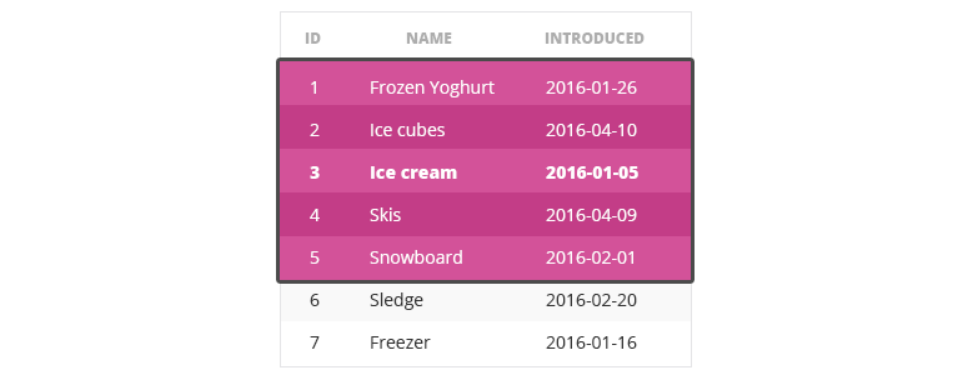 ID NAME INTRODUCED
1 Frozen Yoghurt 2016-01-26
2 Ice cubes 2016-04-10
3 Ice cream 2016-01-05
4 Skis 2016-04-09
5 Snowboard 2016-02-01
6 Sledge 2016-02-20
7 Freezer 2016-01-16